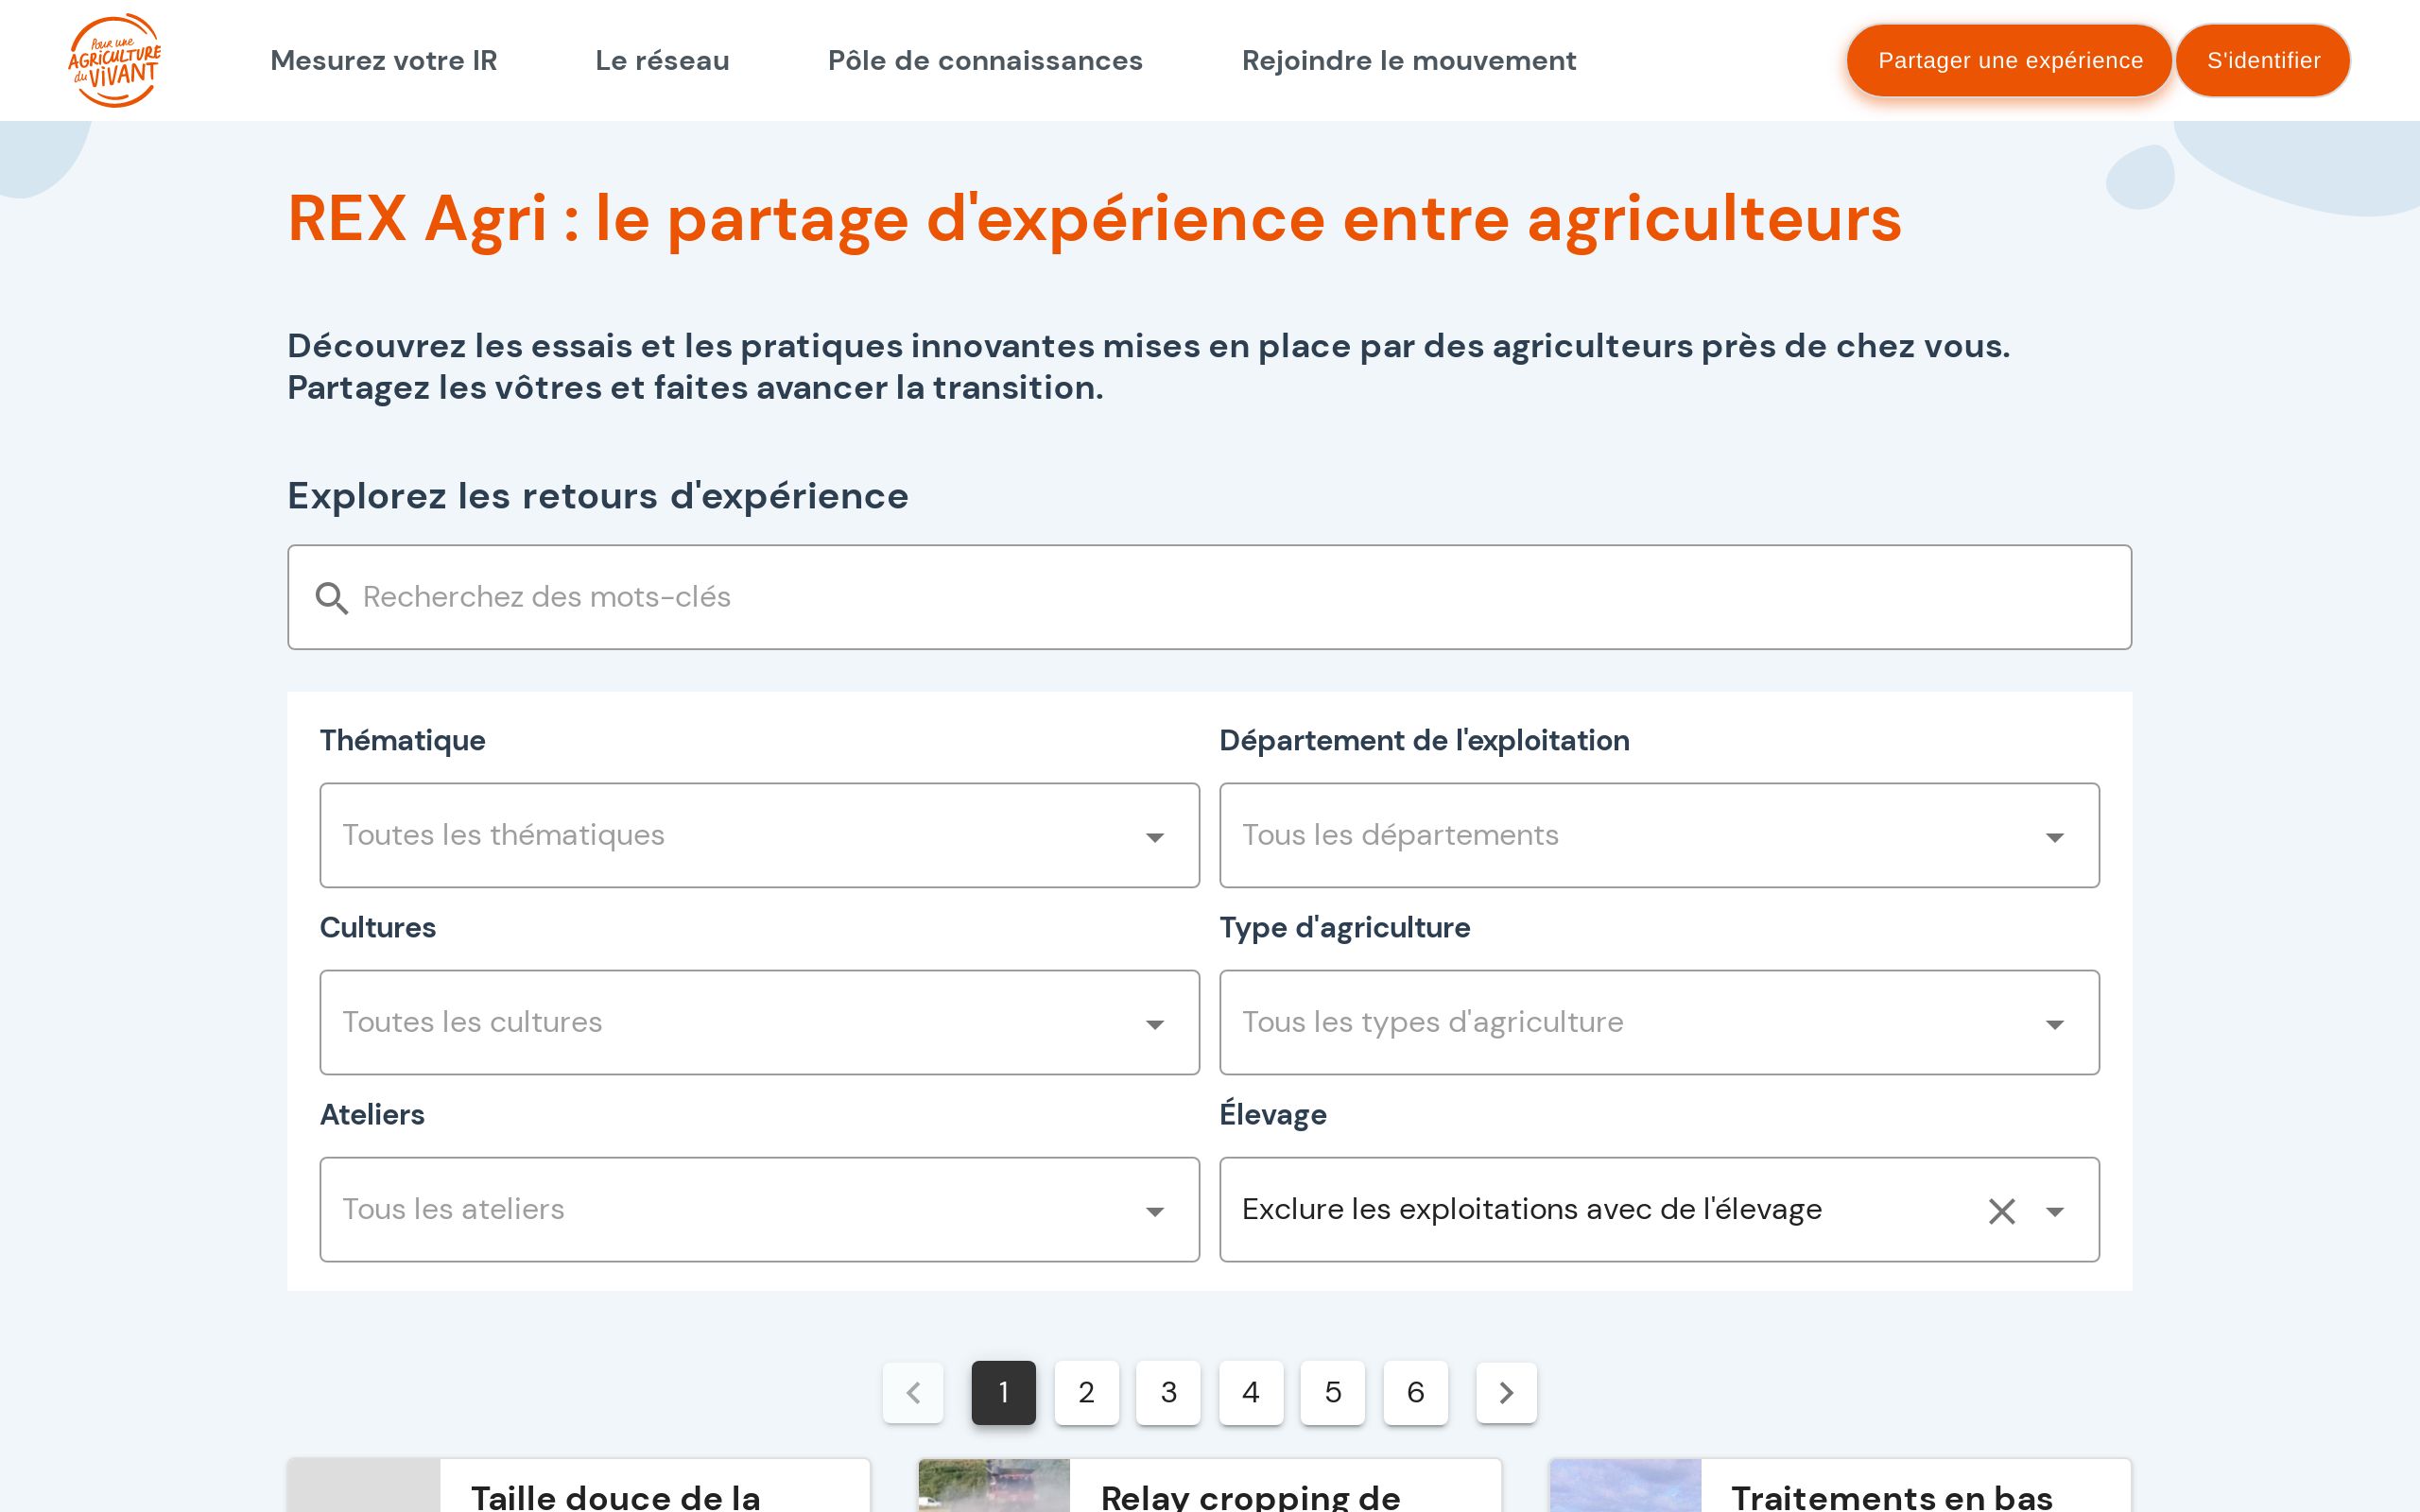 Pour une
AGRICULTURE
du ViVANT
Mesurez votre IR
Le réseau
Pôle de connaissances
Rejoindre le mouvement
Partager une expérience
S'identifier
REX Agri : le partage d'expérience entre agriculteurs
Découvrez les essais et les pratiques innovantes mises en place par des agriculteurs près de chez vous.
Partagez les vôtres et faites avancer la transition.
Explorez les retours d'expérience
Recherchez des mots-clés
Thématique
Département de l'exploitation
Toutes les thématiques
Tous les départements
Cultures
Type d'agriculture
Toutes les cultures
Tous les types d'agriculture
Ateliers
Élevage
Tous les ateliers
Exclure les exploitations avec de l'élevage
1 2 3 4 5 6
Taille douce de la
Relay cropping de
Traitements en bas